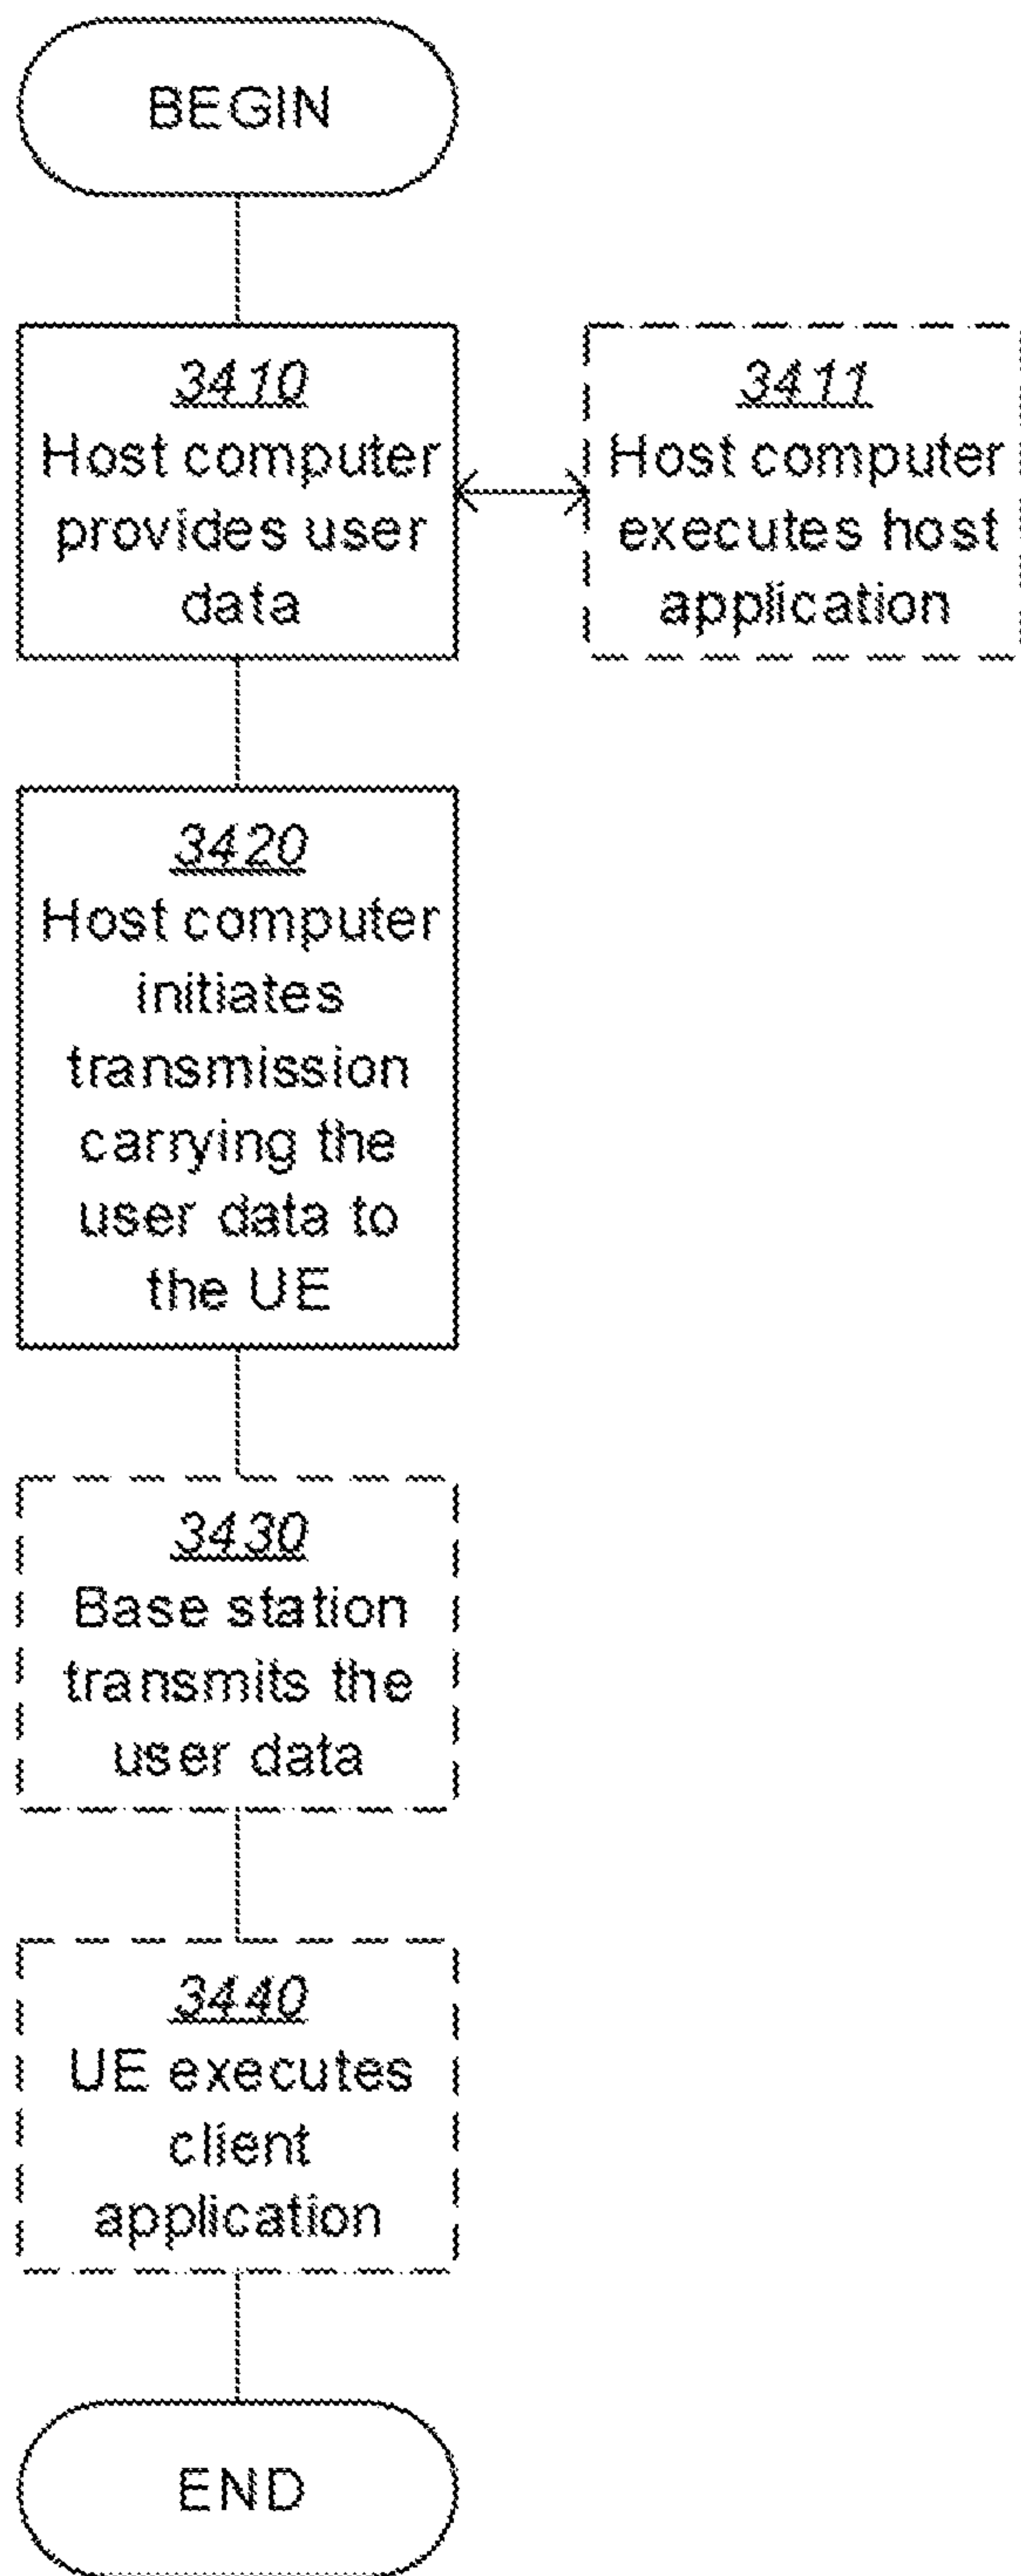 BEGIN
3410
Host computer
provides user
data
3411
Host computer
executes host
application
3420
Host computer
initiates
transmission
carrying the
user data to
the UE
3430
Base station
transmits the
user data
3440
UE executes
client
application
END